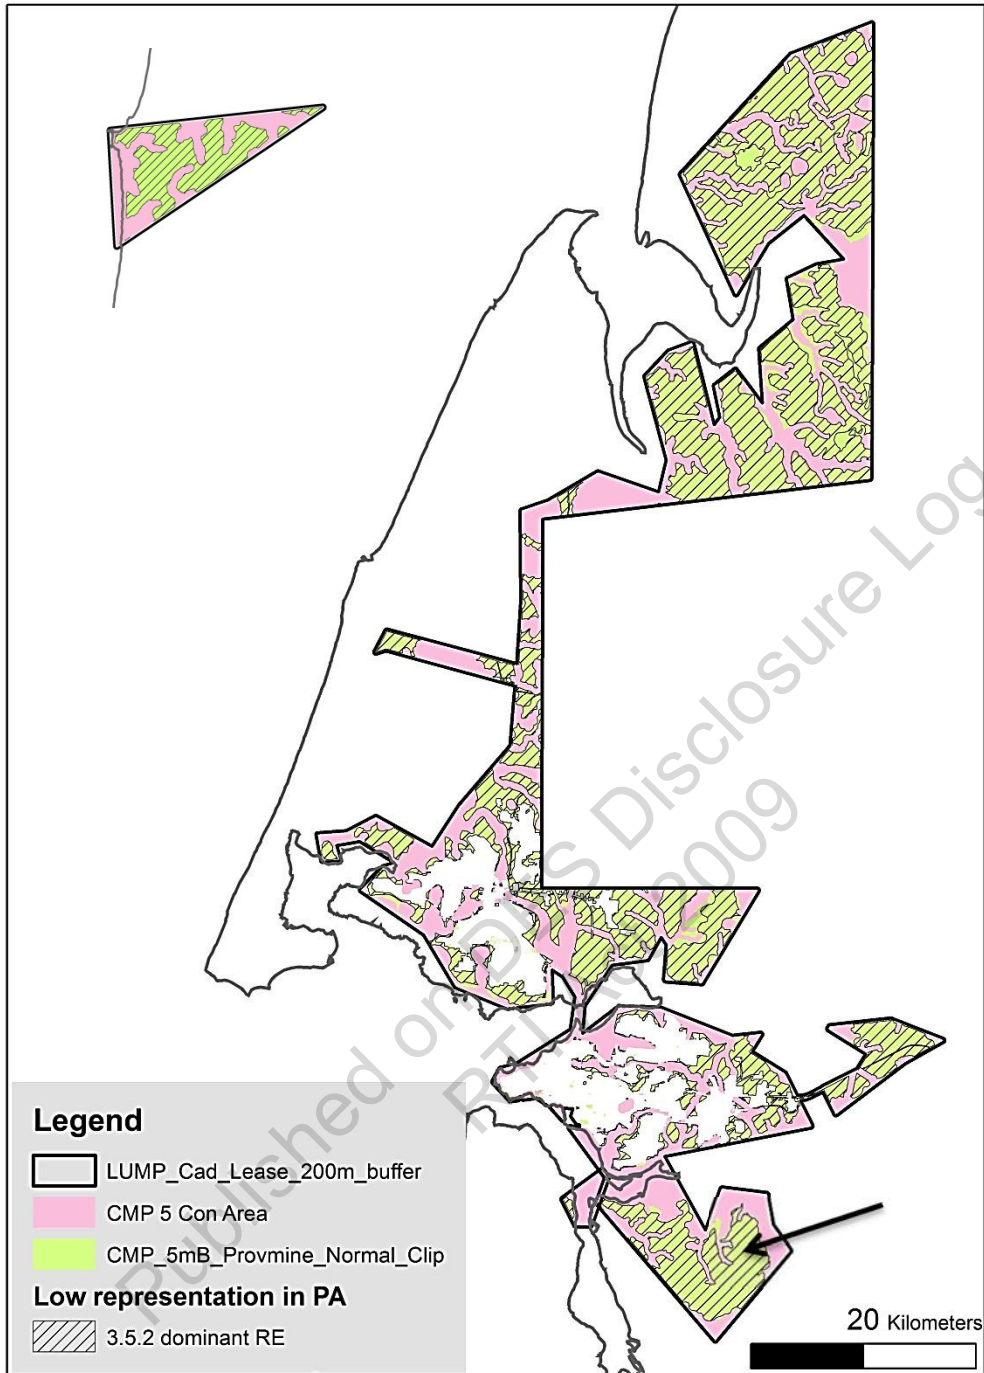 Legend
LUMP_Cad_Lease_200m_buffer
CMP 5 Con Area
CMP_5mB_Provmine_Normal_Clip
Low representation in PA
3.5.2 dominant RE
20 Kilometers
Published on DES Disclosure Log
RTI Act 2009